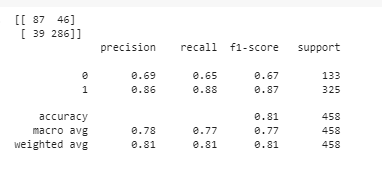 [[ 87 46]
[ 39 286]]
precision recall f1-score support
0 0.69 0.65 0.67 133
1 0.86 0.88 0.87 325
accuracy 0.81 458
macro avg 0.78 0.77 0.77 458
weighted avg 0.81 0.81 0.81 458